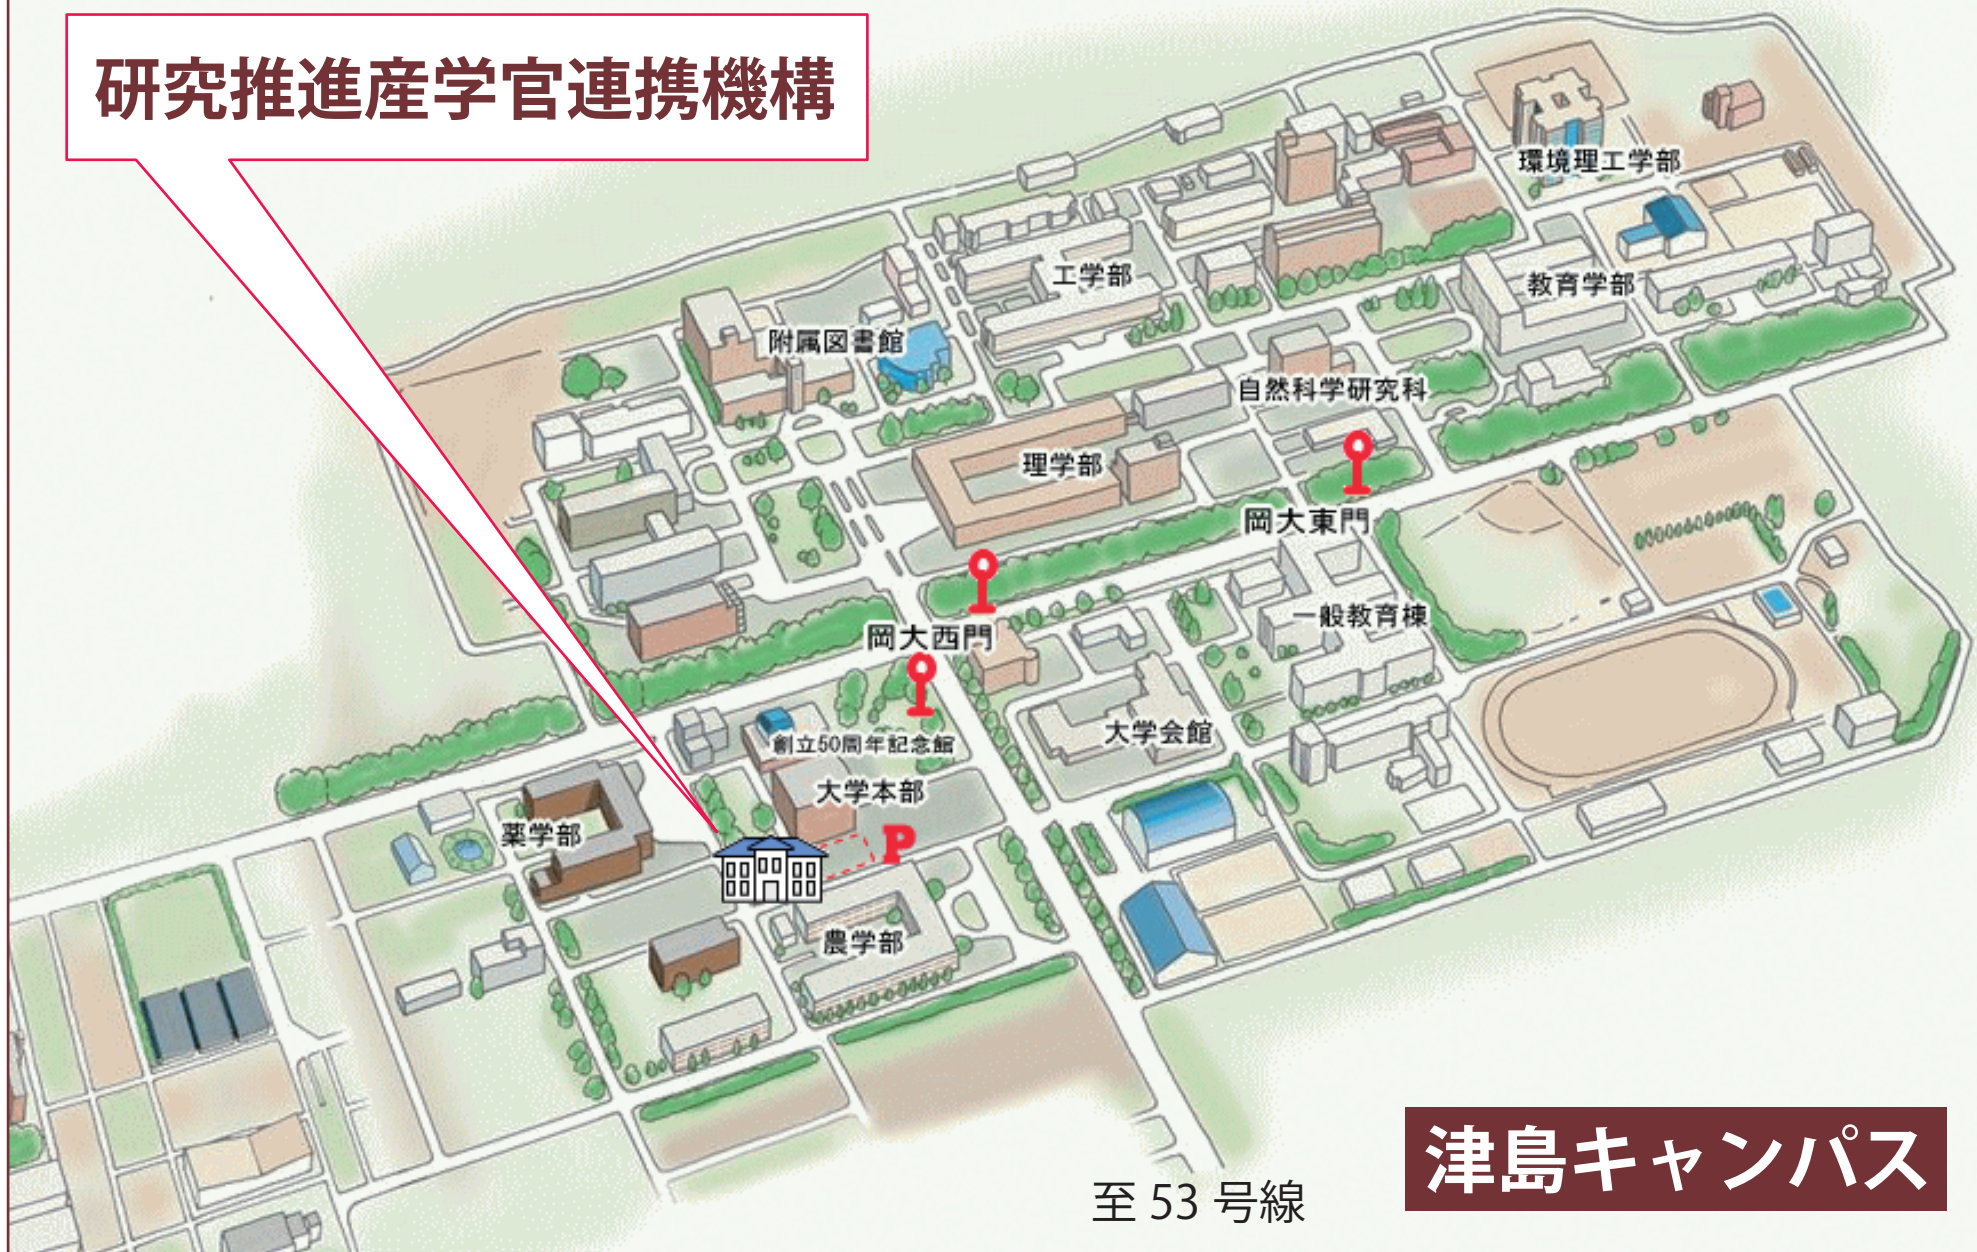 研究推進産学官連携機構
環境理工学部
工学部
教育学部
附属図書館
自然科学研究科
理学部
岡大東門
一般教育棟
岡大西門
大学会館
創立50周年記念館
大学本部
薬学部
P
農学部
津島キャンパス
至 53 号線